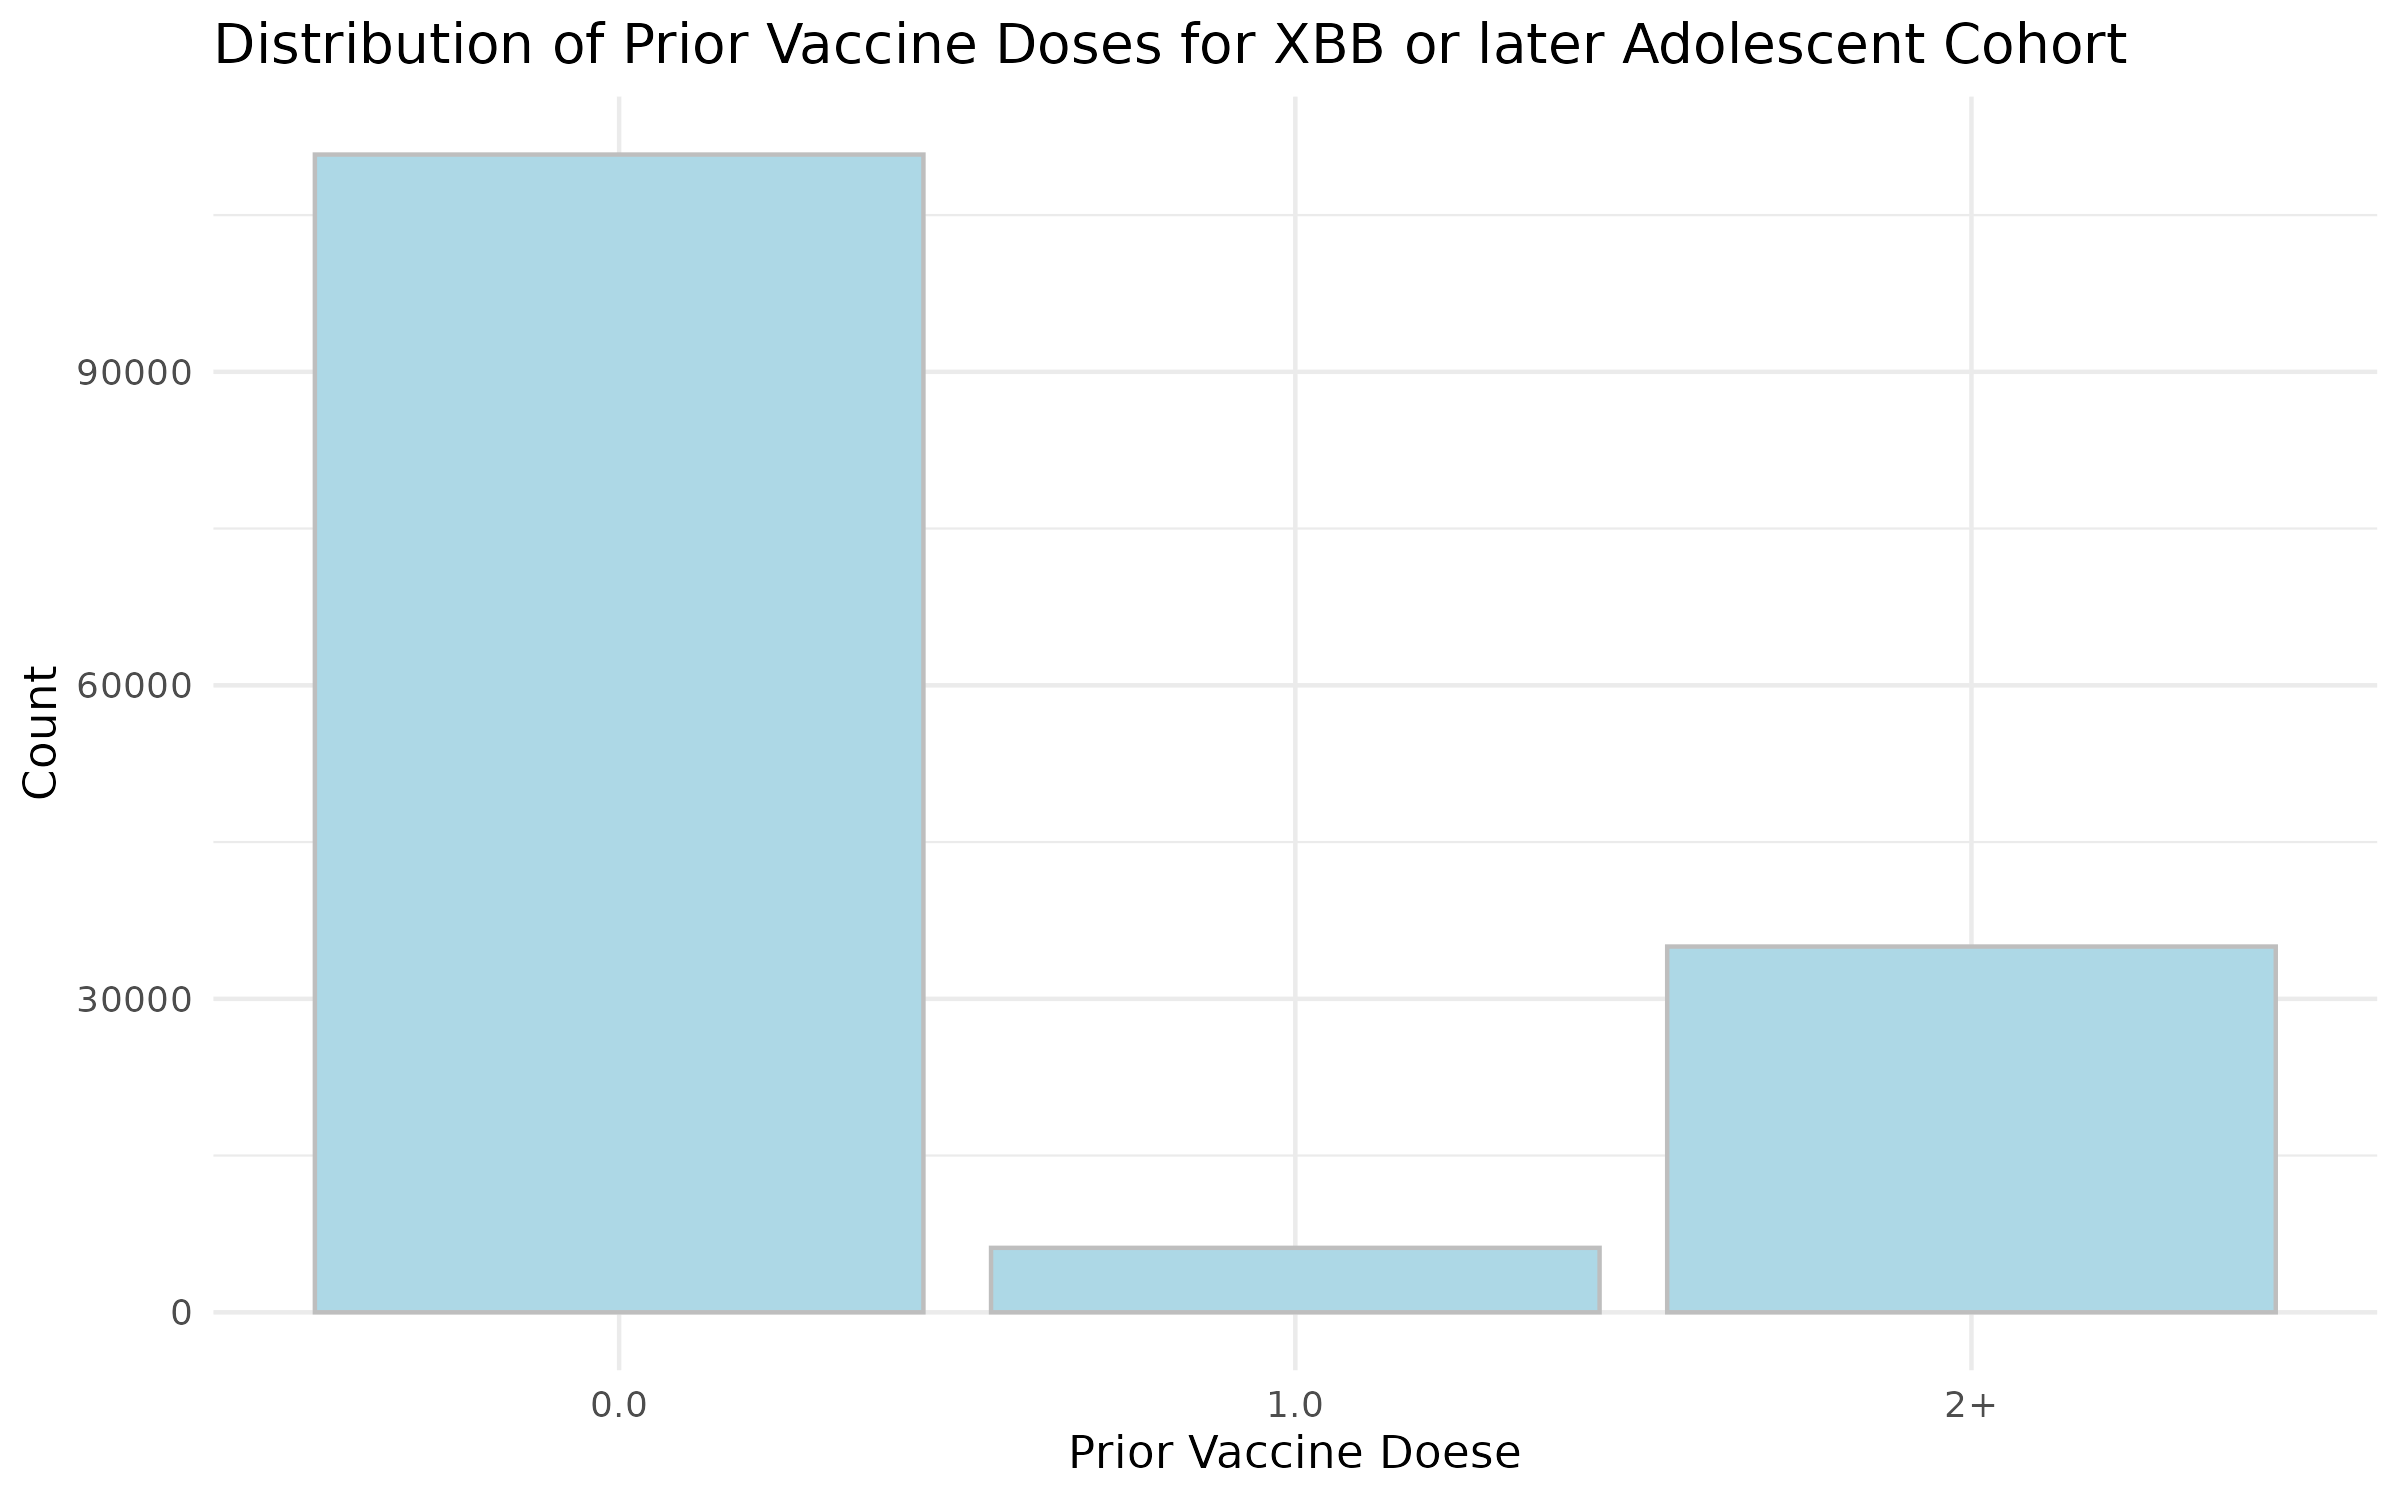 Distribution of Prior Vaccine Doses for XBB or later Adolescent Cohort
90000
60000
30000
0
Count
0.0 1.0 2+
Prior Vaccine Doese